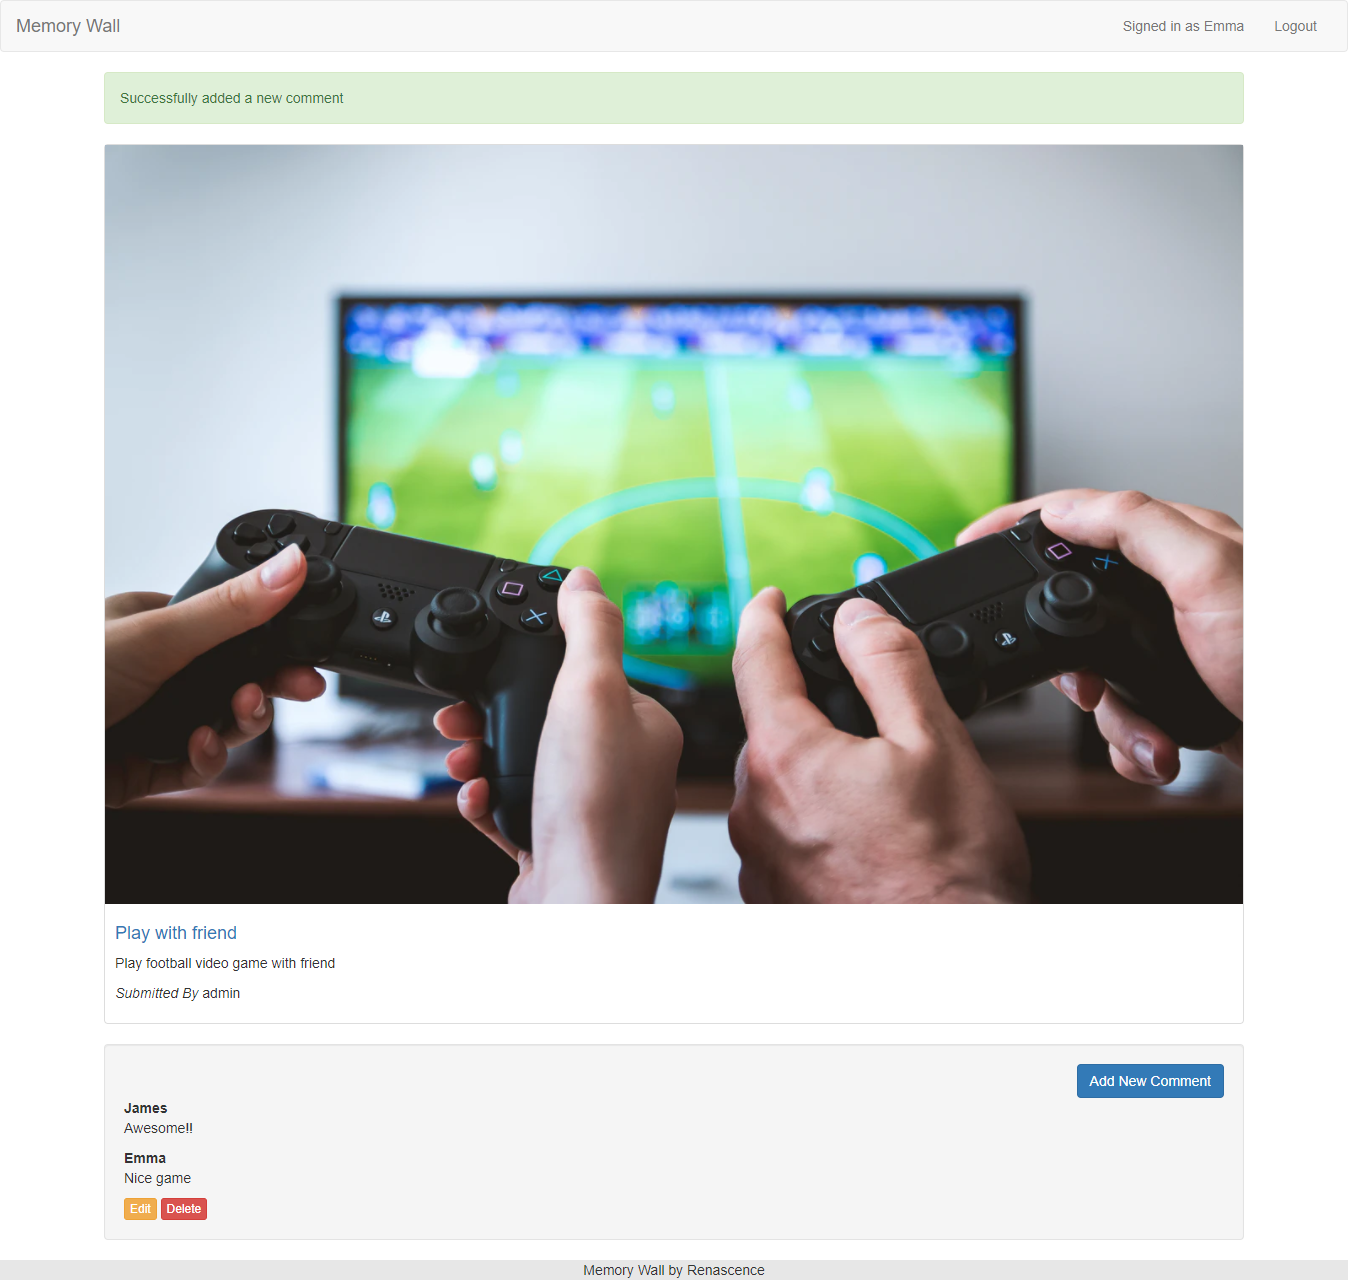 Memory Wall
Signed in as Emma
Logout
Successfully added a new comment
Play with friend
Play football video game with friend
Submitted By admin
Add New Comment
James
Awesome!!
Emma
Nice game
Edit
Delete
Memory Wall by Renascence